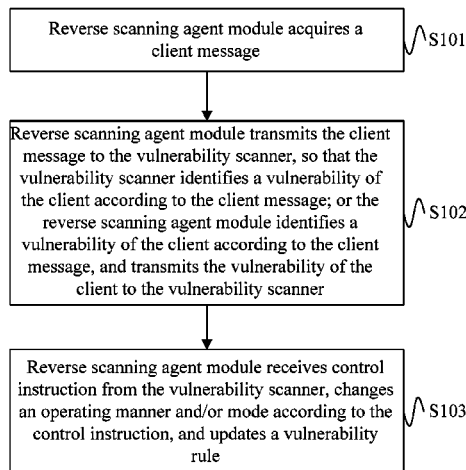 Reverse scanning agent module acquires a
client message
S101
Reverse scanning agent module transmits the client
message to the vulnerability scanner, so that the
vulnerability scanner identifies a vulnerability of
the client according to the client message; or the
reverse scanning agent module identifies a
vulnerability of the client according to the client
message, and transmits the vulnerability of the
client to the vulnerability scanner
S102
Reverse scanning agent module receives control
instruction from the vulnerability scanner, changes
an operating manner and/or mode according to the
control instruction, and updates a vulnerability
rule
S103